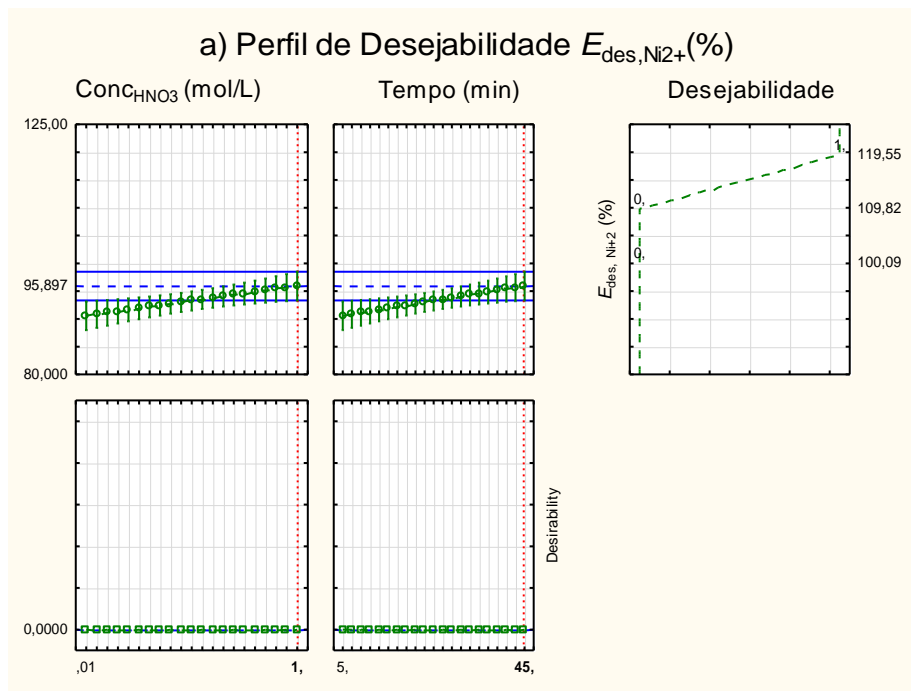 a) Perfil de Desejabilidade Edes,Ni2+(%)
ConcHNO3 (mol/L)
Tempo (min)
Desejabilidade
125,00
95,897
80,000
1,
0,
0,
119,55
109,82
100,09
Edes, Ni+2 (%)
0,0000
,01
1,
5,
45,
Desirability